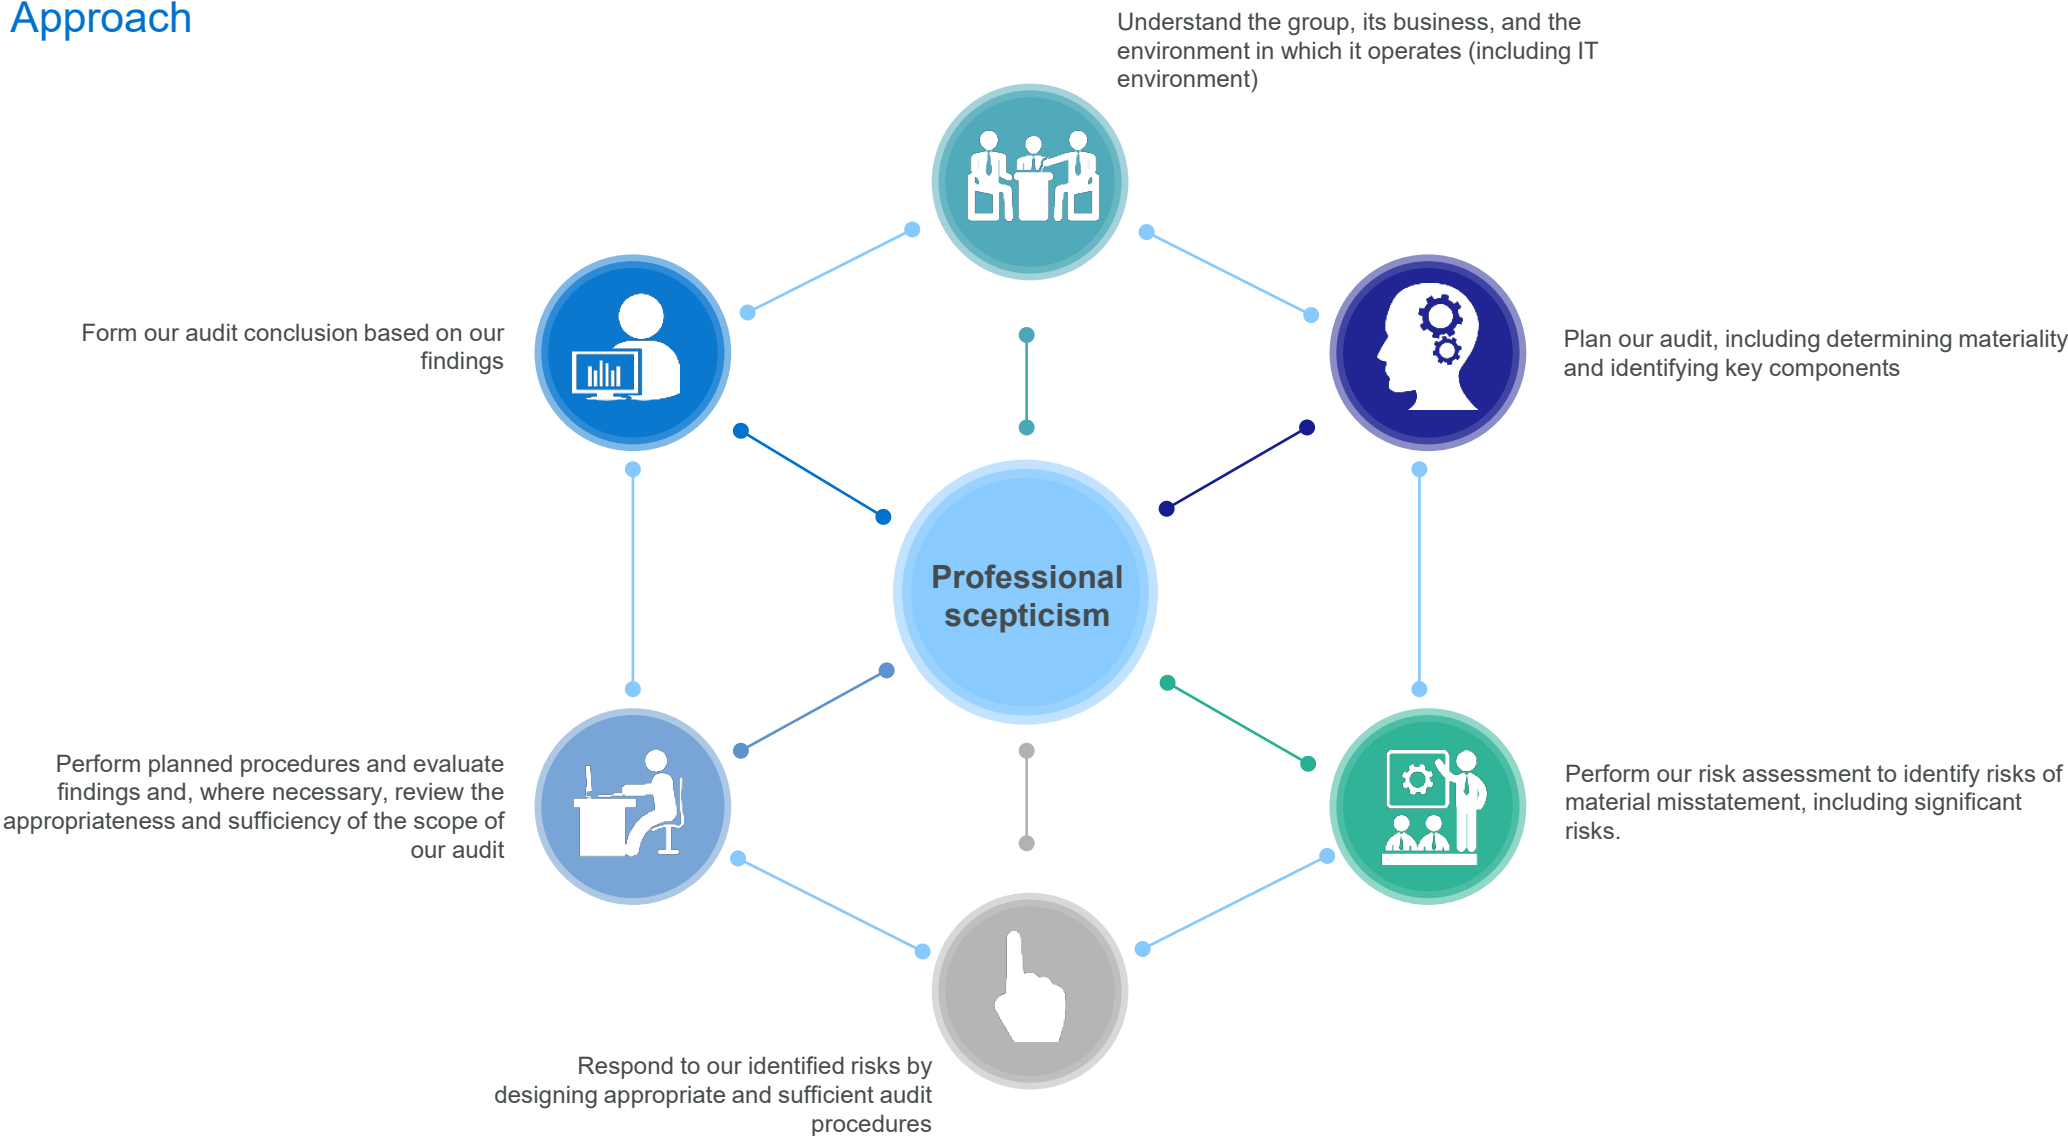 Approach
Understand the group, its business, and the
environment in which it operates (including IT
environment)
Plan our audit, including determining materiality
and identifying key components
Perform our risk assessment to identify risks of
material misstatement, including significant
risks.
Respond to our identified risks by
designing appropriate and sufficient audit
procedures
Perform planned procedures and evaluate
findings and, where necessary, review the
appropriateness and sufficiency of the scope of
our audit
Form our audit conclusion based on our
findings
Professional
scepticism